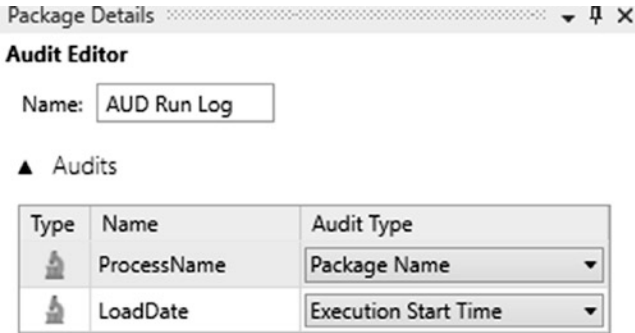 Package Details
Audit Editor
Name: AUD Run Log
Audits
Type Name Audit Type
ProcessName Package Name
LoadDate Execution Start Time